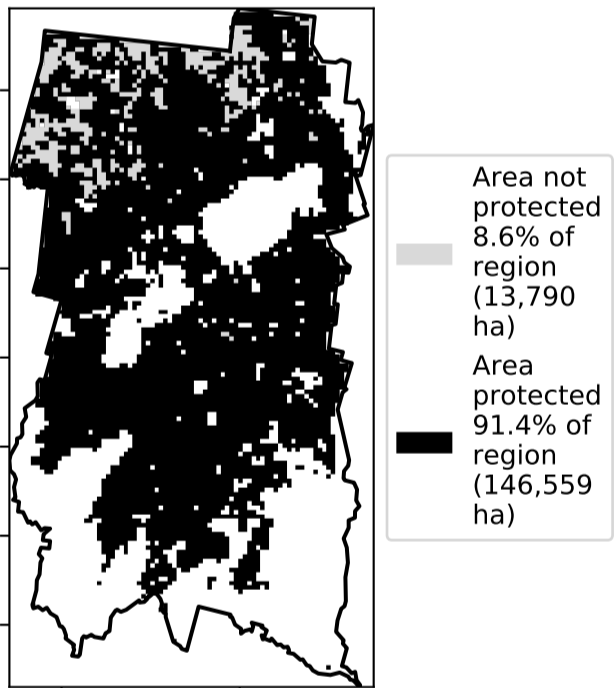 Area not
protected
8.6% of
region
(13,790
ha)
Area
protected
91.4% of
region
(146,559
ha)